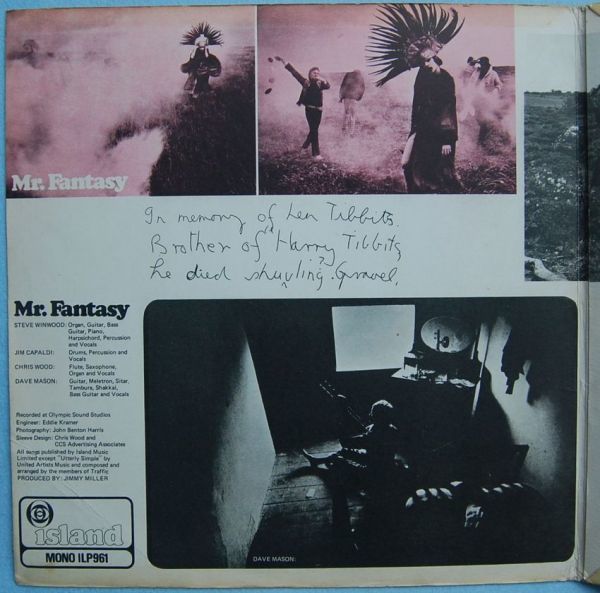 Mr. Fantasy
In memory of Len Tibbits.
Brother of "Harry Tibbits
he died shuvling. Gravel,
Mr. Fantasy
STEVE WINWOOD: Organ, Guitar, Bass
Guitar, Piano,
Harpsichord, Percussion
and Vocals
JIM CAPALDI: Drums, Percussion and
Vocals
CHRIS WOOD: Flute, Saxophone,
Organ and Vocals
DAVE MASON: Guitar, Meletron, Sitar,
Tambura, Shakkai,
Bass Guitar and Vocals
Recorded at Olympic Sound Studios
Engineer: Eddie Kramer
Photography: John Benton Harris
Sleeve Design: Chris Wood and
CCS Advertising Associates
All songs published by Island Music
Limited except "Utterly Simple" by
United Artists Music and composed and
arranged by the members of Traffic
PRODUCED BY: JIMMY MILLER
island
MONO ILP961
DAVE MASON: